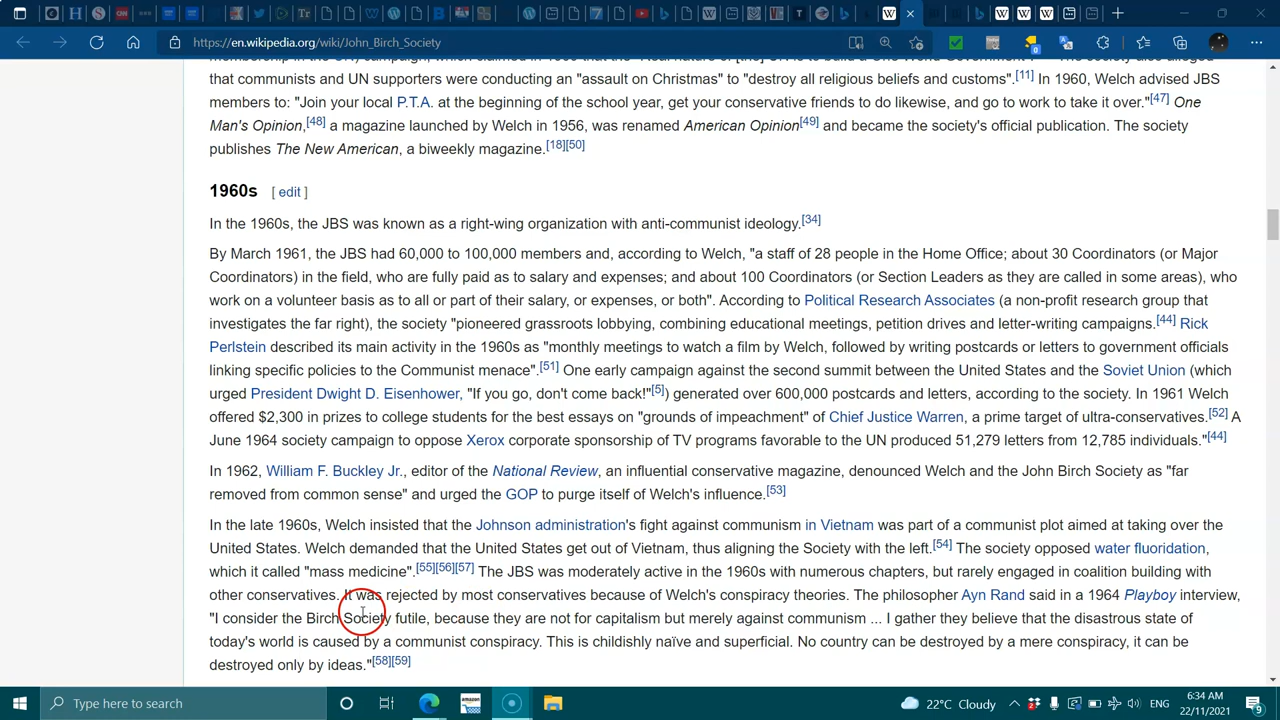 https://en.wikipedia.org/wiki/John_Birch_Society
that communists and UN supporters were conducting an "assault on Christmas" to "destroy all religious beliefs and customs".[11] In 1960, Welch advised JBS
members to: "Join your local P.T.A. at the beginning of the school year, get your conservative friends to do likewise, and go to work to take it over."[47] One
Man's Opinion,[48] a magazine launched by Welch in 1956, was renamed American Opinion[49] and became the society's official publication. The society
publishes The New American, a biweekly magazine.[18][50]
1960s [ edit ]
In the 1960s, the JBS was known as a right-wing organization with anti-communist ideology.[34]
By March 1961, the JBS had 60,000 to 100,000 members and, according to Welch, "a staff of 28 people in the Home Office; about 30 Coordinators (or Major
Coordinators) in the field, who are fully paid as to salary and expenses; and about 100 Coordinators (or Section Leaders as they are called in some areas), who
work on a volunteer basis as to all or part of their salary, or expenses, or both". According to Political Research Associates (a non-profit research group that
investigates the far right), the society "pioneered grassroots lobbying, combining educational meetings, petition drives and letter-writing campaigns.[44] Rick
Perlstein described its main activity in the 1960s as "monthly meetings to watch a film by Welch, followed by writing postcards or letters to government officials
linking specific policies to the Communist menace".[51] One early campaign against the second summit between the United States and the Soviet Union (which
urged President Dwight D. Eisenhower, "If you go, don't come back!"[5]) generated over 600,000 postcards and letters, according to the society. In 1961 Welch
offered $2,300 in prizes to college students for the best essays on "grounds of impeachment" of Chief Justice Warren, a prime target of ultra-conservatives.[52] A
June 1964 society campaign to oppose Xerox corporate sponsorship of TV programs favorable to the UN produced 51,279 letters from 12,785 individuals."[44]
In 1962, William F. Buckley Jr., editor of the National Review, an influential conservative magazine, denounced Welch and the John Birch Society as "far
removed from common sense" and urged the GOP to purge itself of Welch's influence.[53]
In the late 1960s, Welch insisted that the Johnson administration's fight against communism in Vietnam was part of a communist plot aimed at taking over the
United States. Welch demanded that the United States get out of Vietnam, thus aligning the Society with the left.[54] The society opposed water fluoridation,
which it called "mass medicine".[55][56][57] The JBS was moderately active in the 1960s with numerous chapters, but rarely engaged in coalition building with
other conservatives. It was rejected by most conservatives because of Welch's conspiracy theories. The philosopher Ayn Rand said in a 1964 Playboy interview,
"I consider the Birch Society futile, because they are not for capitalism but merely against communism ... I gather they believe that the disastrous state of
today's world is caused by a communist conspiracy. This is childishly naïve and superficial. No country can be destroyed by a mere conspiracy, it can be
destroyed only by ideas."[58][59]
Type here to search
22°C Cloudy
ENG
6:34 AM
22/11/2021